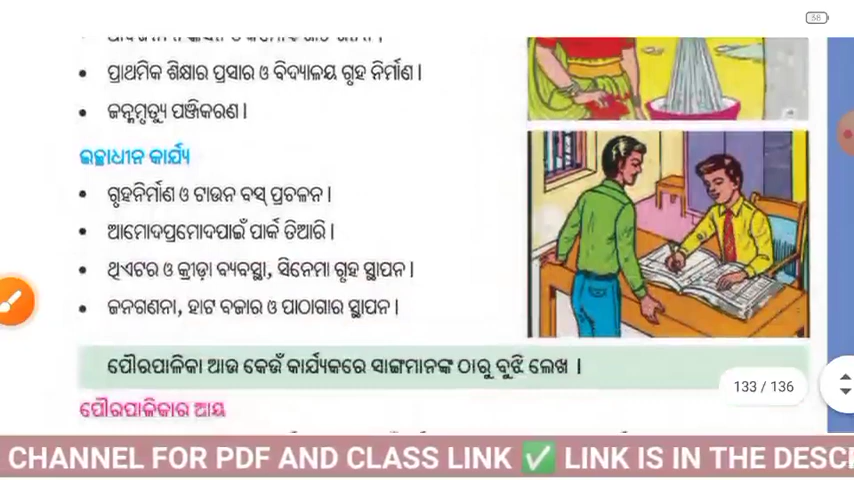 38
ପ୍ରାଥମିକ ଶିକ୍ଷାର ପ୍ରସାର ଓ ବିଦ୍ୟାଳୟ ଗୃହ ନିର୍ମାଣ ।
ଜନ୍ମମୃତ୍ୟୁ ପଞ୍ଜିକରଣ ।
ଇଚ୍ଛାଧୀନ କାର୍ଯ୍ୟ
ଗୃହନିର୍ମାଣ ଓ ଟାଉନ ବସ୍ ପ୍ରଚଳନ ।
ଆମୋଦପ୍ରମୋଦପାଇଁ ପାର୍କ ତିଆରି ।
ଥିଏଟର ଓ କ୍ରୀଡ଼ା ବ୍ୟବସ୍ଥା, ସିନେମା ଗୃହ ସ୍ଥାପନ ।
ଜନଗଣନା, ହାଟ ବଜାର ଓ ପାଠାଗାର ସ୍ଥାପନ ।
ପୌରପାଳିକା ଆଉ କେଉଁ କାର୍ଯ୍ୟକରେ ସାଙ୍ଗମାନଙ୍କ ଠାରୁ ବୁଝି ଲେଖ ।
133 / 136
ପୌରପାଳିକାର ଆୟ
CHANNEL FOR PDF AND CLASS LINK ✅ LINK IS IN THE DESC